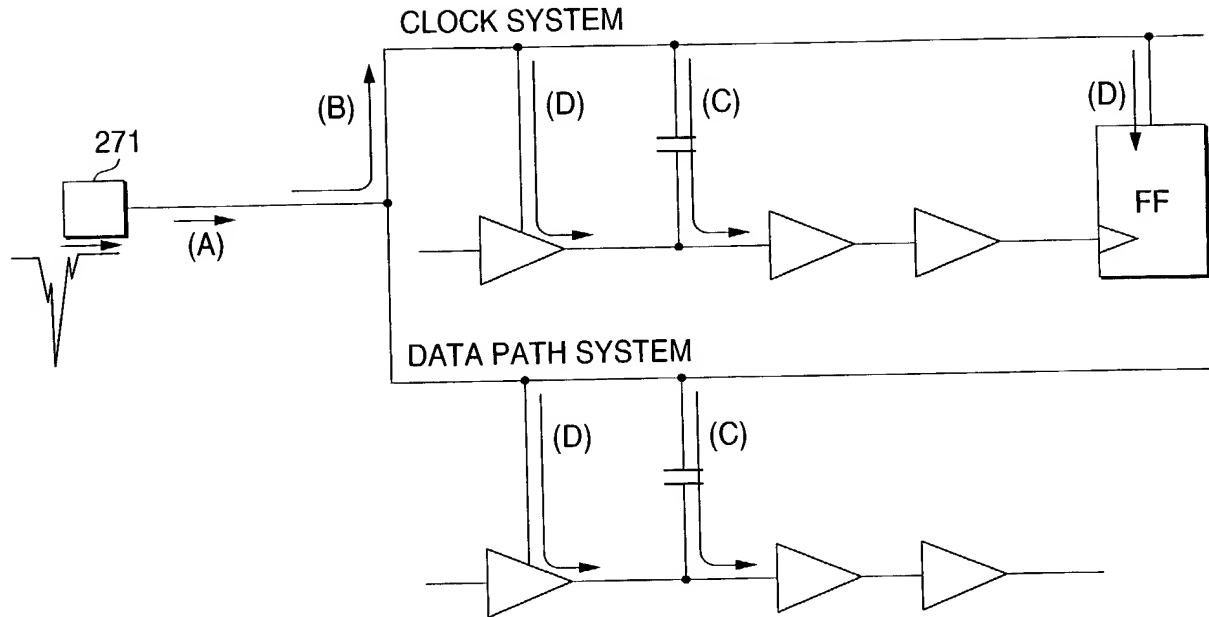 CLOCK SYSTEM
(B)
(D)
(C)
(D)
271
FF
(A)
DATA PATH SYSTEM
(D)
(C)